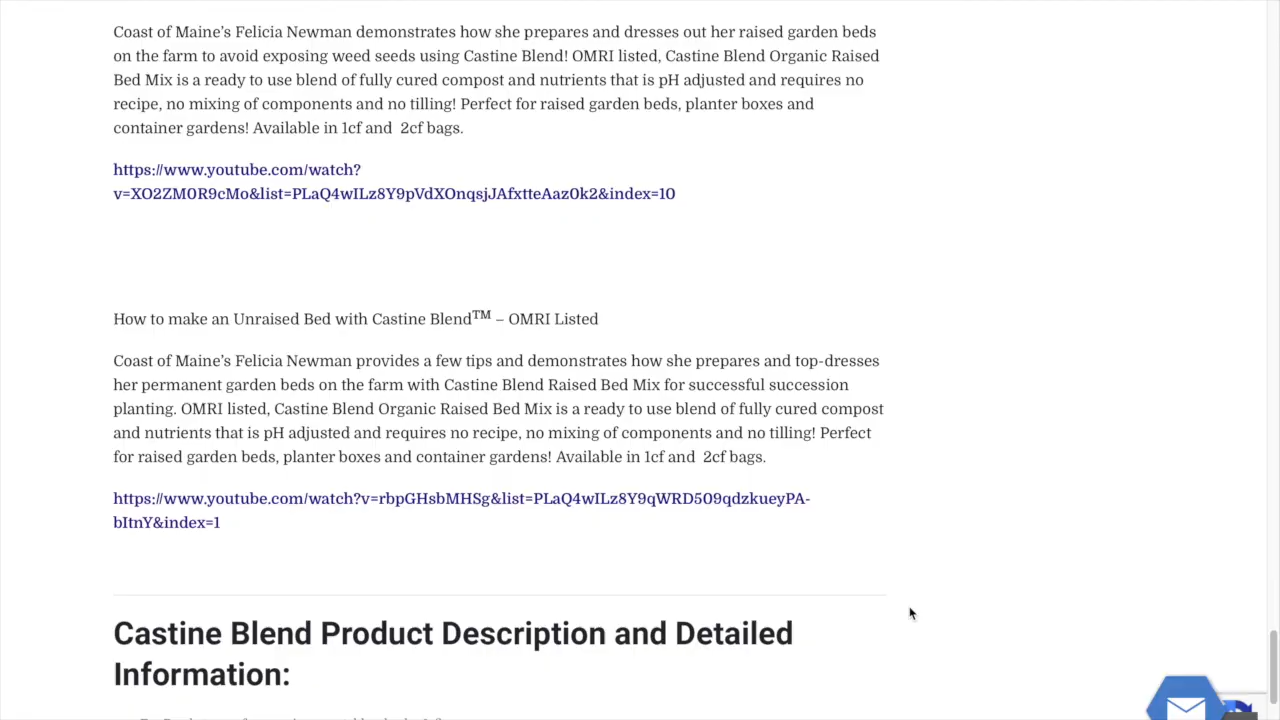 Coast of Maine’s Felicia Newman demonstrates how she prepares and dresses out her raised garden beds
on the farm to avoid exposing weed seeds using Castine Blend! OMRI listed, Castine Blend Organic Raised
Bed Mix is a ready to use blend of fully cured compost and nutrients that is pH adjusted and requires no
recipe, no mixing of components and no tilling! Perfect for raised garden beds, planter boxes and
container gardens! Available in 1cf and  2cf bags.
https://www.youtube.com/watch?
v=XO2ZM0R9cMo&list=PLaQ4wILz8Y9pVdXOnqsjJAfxtteAaz0k2&index=10
How to make an Unraised Bed with Castine Blend™ – OMRI Listed
Coast of Maine’s Felicia Newman provides a few tips and demonstrates how she prepares and top-dresses
her permanent garden beds on the farm with Castine Blend Raised Bed Mix for successful succession
planting. OMRI listed, Castine Blend Organic Raised Bed Mix is a ready to use blend of fully cured compost
and nutrients that is pH adjusted and requires no recipe, no mixing of components and no tilling! Perfect
for raised garden beds, planter boxes and container gardens! Available in 1cf and  2cf bags.
https://www.youtube.com/watch?v=rbpGHsbMHSg&list=PLaQ4wILz8Y9qWRD509qdzkueyPA-
bItnY&index=1
Castine Blend Product Description and Detailed
Information: